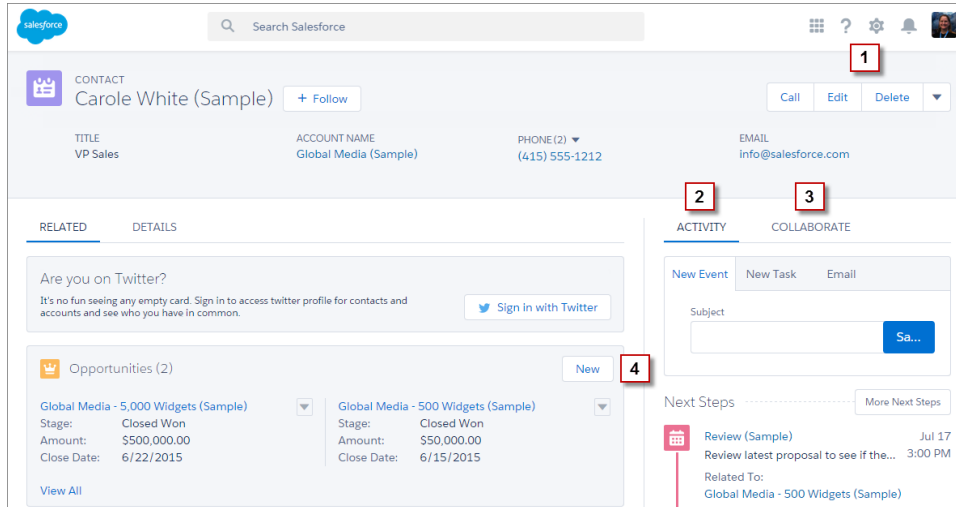 salesforce
Search Salesforce
?
1
CONTACT
Carole White (Sample)
+ Follow
Call Edit Delete
TITLE ACCOUNT NAME PHONE (2) EMAIL
VP Sales Global Media (Sample) (415) 555-1212 info@salesforce.com
2 3
RELATED DETAILS
Are you on Twitter?
It's no fun seeing any empty card. Sign in to access twitter profile for contacts and
accounts and see who you have in common.
Sign in with Twitter
Opportunities (2)
New
4
Global Media - 5,000 Widgets (Sample)
Stage: Closed Won
Amount: $500,000.00
Close Date: 6/22/2015
Global Media - 500 Widgets (Sample)
Stage: Closed Won
Amount: $50,000.00
Close Date: 6/15/2015
View All
ACTIVITY COLLABORATE
New Event New Task Email
Subject
Sa...
Next Steps
More Next Steps
Review (Sample) Jul 17
Review latest proposal to see if the... 3:00 PM
Related To:
Global Media - 500 Widgets (Sample)